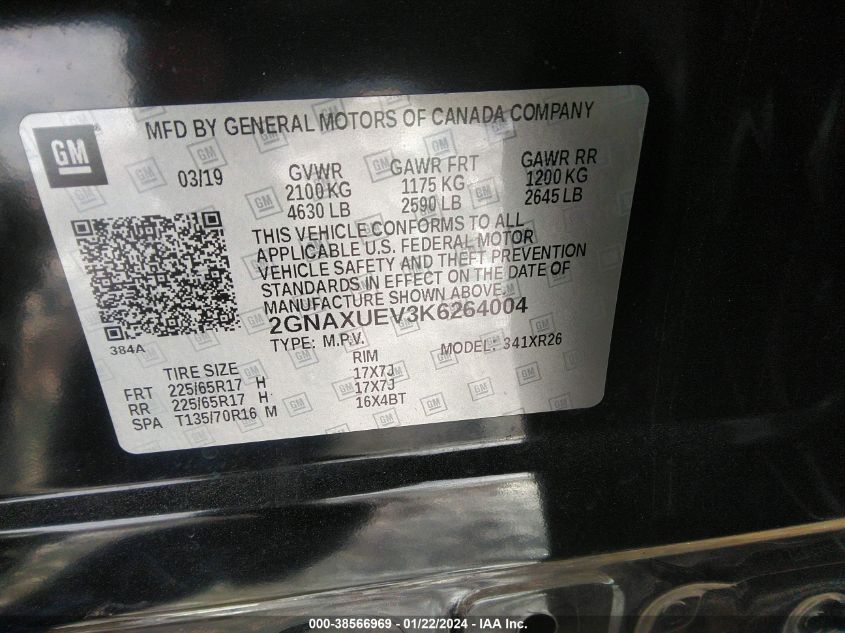 MFD BY GENERAL MOTORS OF CANADA COMPANY
GM
03/19
GVWR GAWR FRT GAWR RR
2100 KG 1175 KG 1200 KG
4630 LB 2590 LB 2645 LB
THIS VEHICLE CONFORMS TO ALL
APPLICABLE U.S. FEDERAL MOTOR
VEHICLE SAFETY AND THEFT PREVENTION
STANDARDS IN EFFECT ON THE DATE OF
MANUFACTURE SHOWN ABOVE.
2GNAXUEV3K6264004
384A
TYPE: M.P.V. MODEL: 341XR26
TIRE SIZE RIM
FRT 225/65R17 H 17X7J
RR 225/65R17 H 17X7J
SPA T135/70R16 M 16X4BT
000-38566969 - 01/22/2024 - IAA Inc.